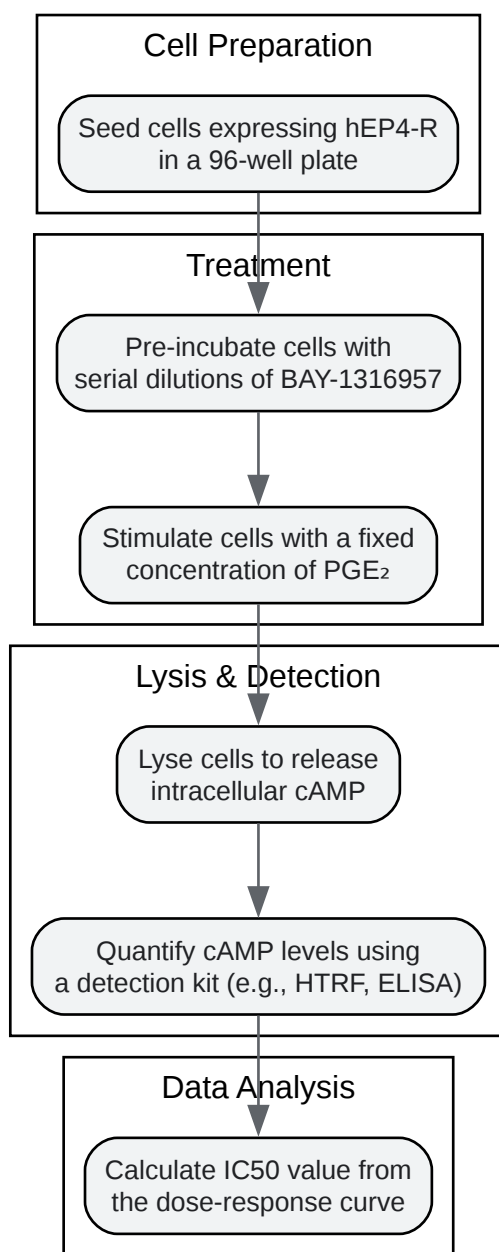 Cell Preparation
Seed cells expressing hEP4-R
in a 96-well plate
Treatment
Pre-incubate cells with
serial dilutions of BAY-1316957
Stimulate cells with a fixed
concentration of PGE₂
Lysis & Detection
Lyse cells to release
intracellular cAMP
Quantify cAMP levels using
a detection kit (e.g., HTRF, ELISA)
Data Analysis
Calculate IC50 value from
the dose-response curve